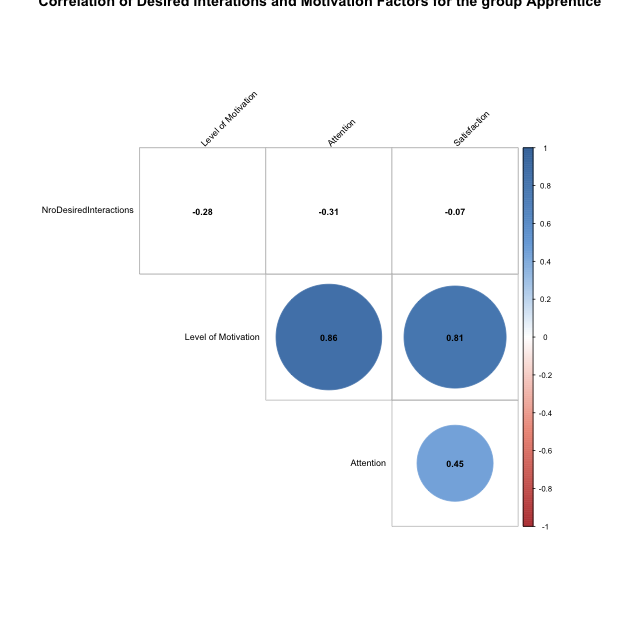 Correlation of Desired Interations and Motivation Factors for the group Apprentice
Level of Motivation
Attention
Satisfaction
NroDesiredInteractions
-0.28
-0.31
-0.07
Level of Motivation
0.86
0.81
Attention
0.45
1
0.8
0.6
0.4
0.2
0
-0.2
-0.4
-0.6
-0.8
-1